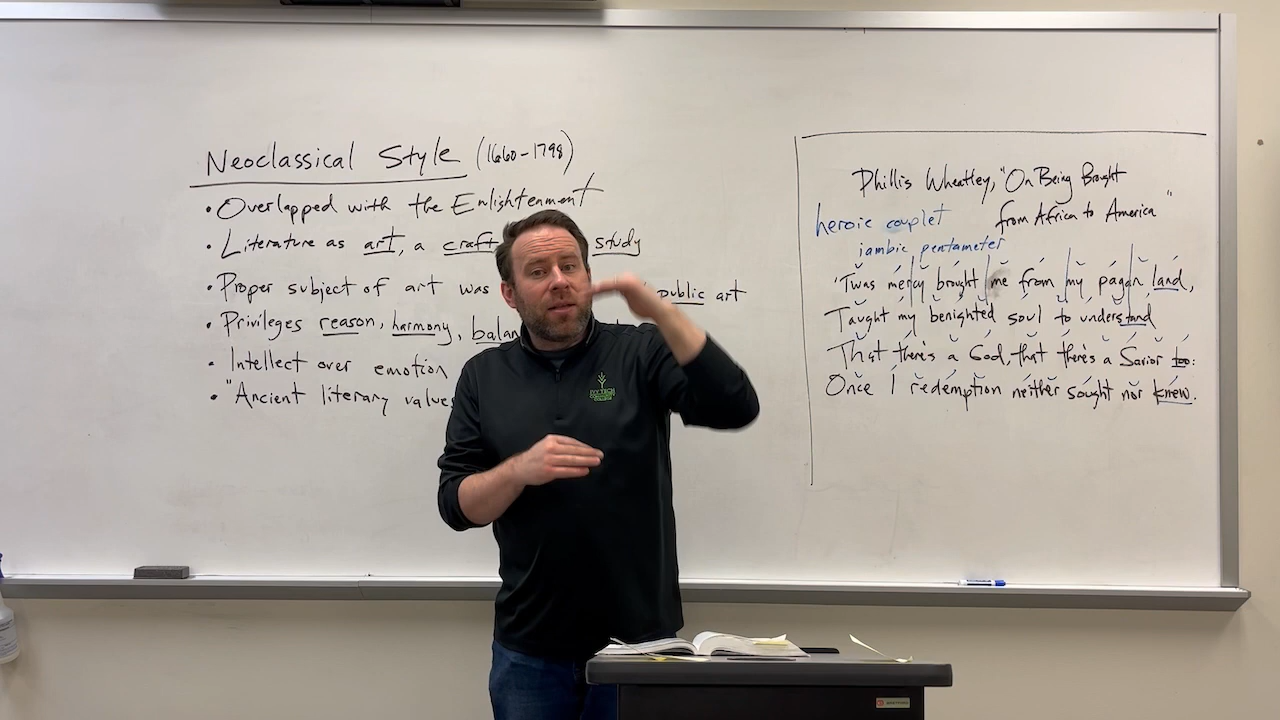 Neoclassical Style (1660-1798)
• Overlapped with the Enlightenment
• Literature as art, a craft study
• Proper subject of art was public art
• Privileges reason, harmony, balan
• Intellect over emotion
• "Ancient literary values
Phillis Wheatley, "On Being Brought
from Africa to America"
heroic couplet
iambic pentameter
'Twas mercy brought me from my pagan land,
Taught my benighted soul to understand
That there's a God, that there's a Savior too:
Once I redemption neither sought nor knew.
COMMUNITY
COLLEGE